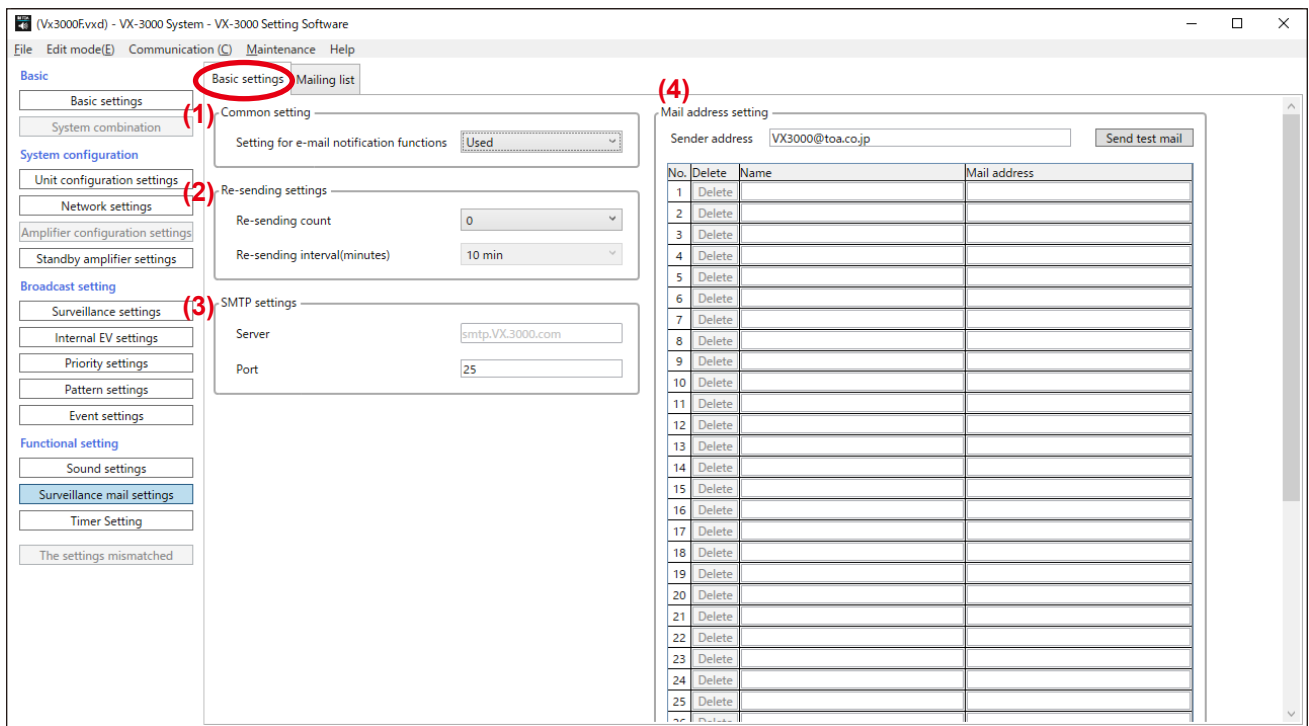 (Vx3000F.vxd) - VX-3000 System - VX-3000 Setting Software
File Edit mode(E) Communication (C) Maintenance Help
Basic
Basic settings
System combination
System configuration
Unit configuration settings
Network settings
Amplifier configuration settings
Standby amplifier settings
Broadcast setting
Surveillance settings
Internal EV settings
Priority settings
Pattern settings
Event settings
Functional setting
Sound settings
Surveillance mail settings
Timer Setting
The settings mismatched
Basic settings Mailing list
(1)
Common setting
Setting for e-mail notification functions Used
(2)
Re-sending settings
Re-sending count 0
Re-sending interval(minutes) 10 min
(3)
SMTP settings
Server smtp.VX.3000.com
Port 25
(4)
Mail address setting
Sender address VX3000@toa.co.jp Send test mail
No. Delete Name Mail address
1 Delete
2 Delete
3 Delete
4 Delete
5 Delete
6 Delete
7 Delete
8 Delete
9 Delete
10 Delete
11 Delete
12 Delete
13 Delete
14 Delete
15 Delete
16 Delete
17 Delete
18 Delete
19 Delete
20 Delete
21 Delete
22 Delete
23 Delete
24 Delete
25 Delete